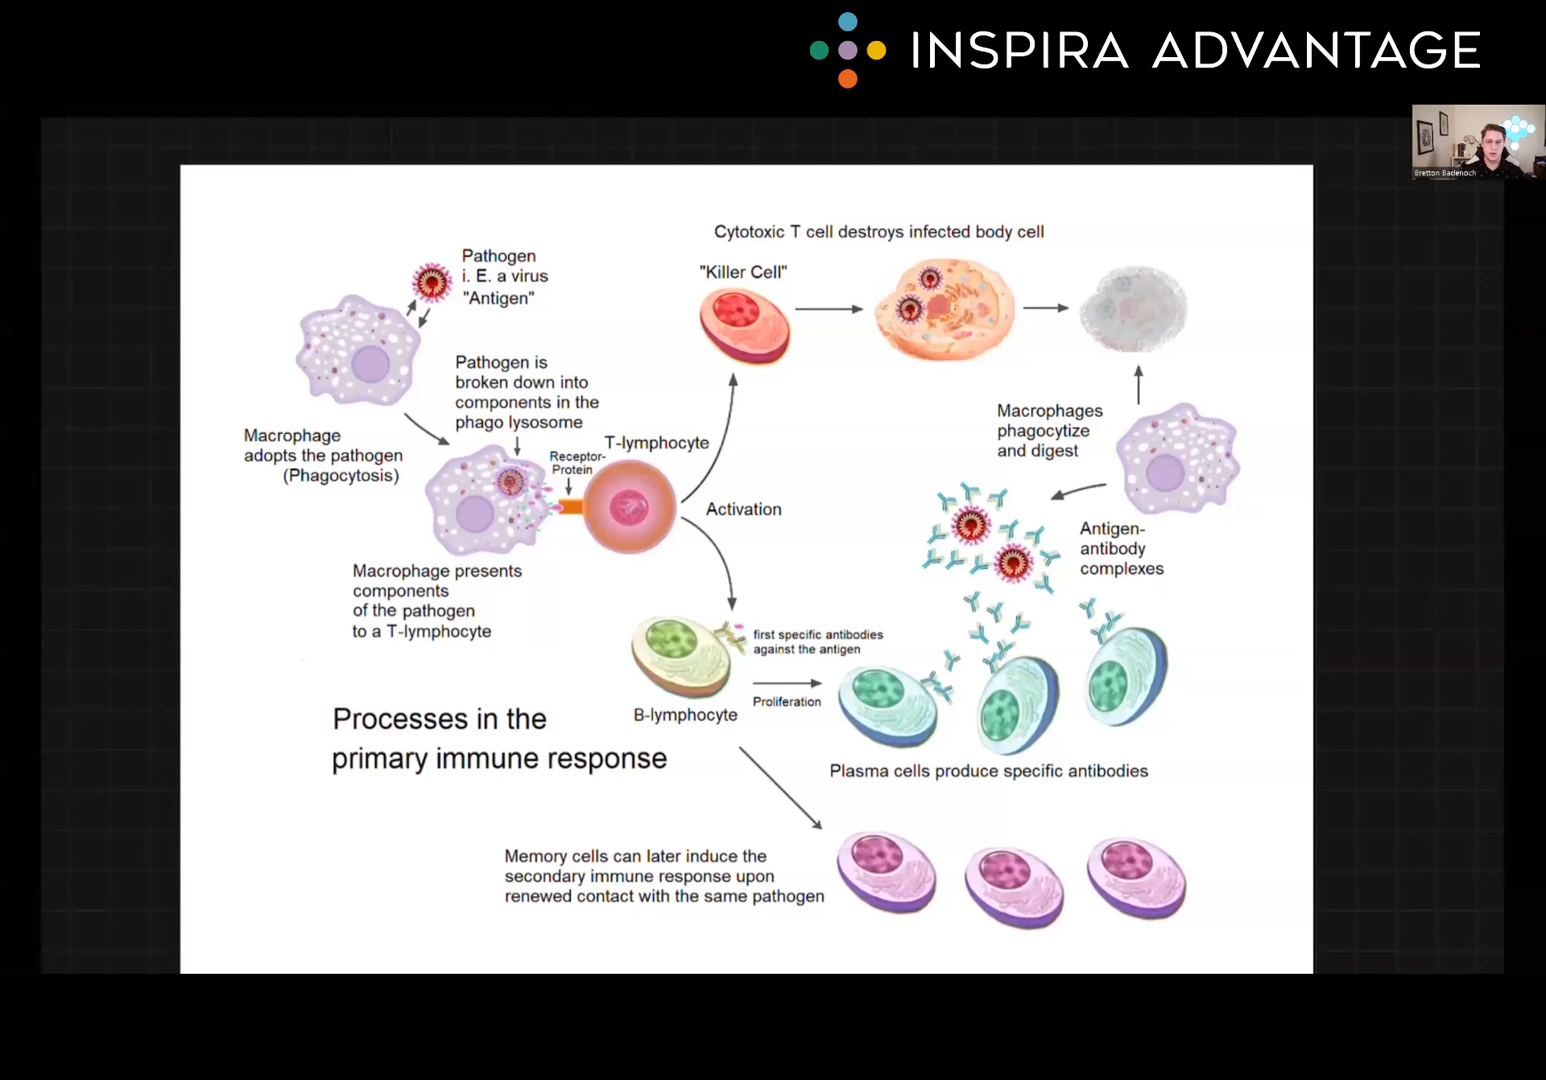 INSPIRA ADVANTAGE
Bretton Badenoch
Cytotoxic T cell destroys infected body cell
Pathogen
i. E. a virus
"Antigen"
"Killer Cell"
Pathogen is
broken down into
components in the
phago lysosome
Macrophage
adopts the pathogen
(Phagocytosis)
Receptor-
Protein
T-lymphocyte
Activation
Macrophages
phagocytize
and digest
Antigen-
antibody
complexes
Macrophage presents
components
of the pathogen
to a T-lymphocyte
first specific antibodies
against the antigen
Proliferation
B-lymphocyte
Processes in the
primary immune response
Plasma cells produce specific antibodies
Memory cells can later induce the
secondary immune response upon
renewed contact with the same pathogen